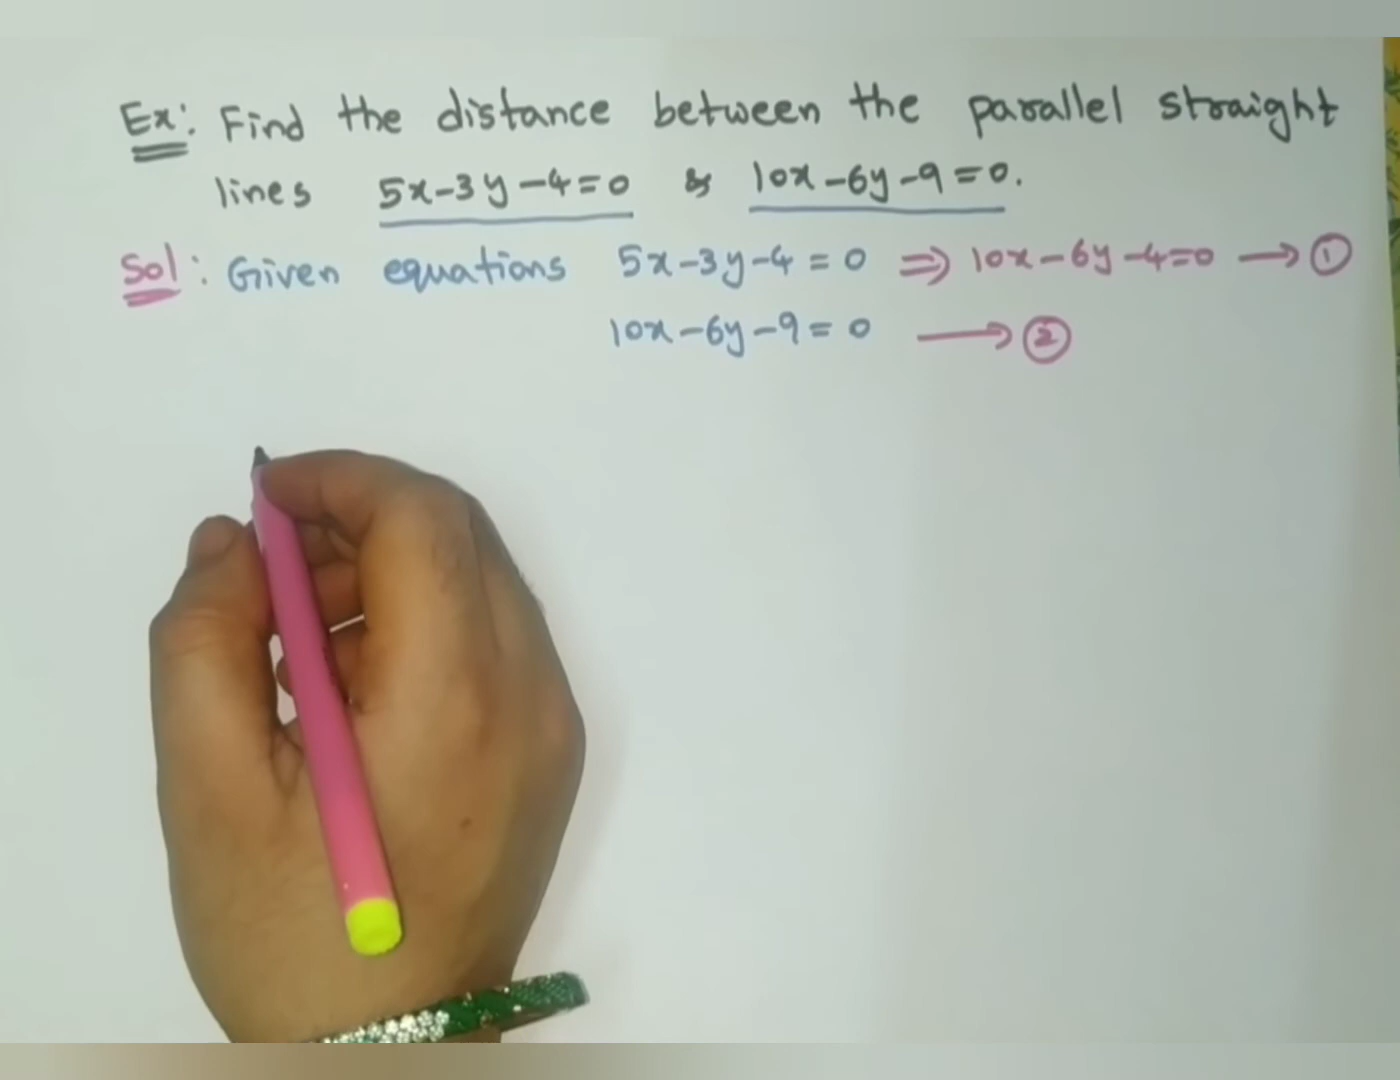 Ex: Find the distance between the parallel straight
lines 5x-3y-4=0 & 10x-6y-9=0.
Sol: Given equations 5x-3y-4=0 ⇒ 10x-6y-4=0 → ①
10x-6y-9=0 → ②